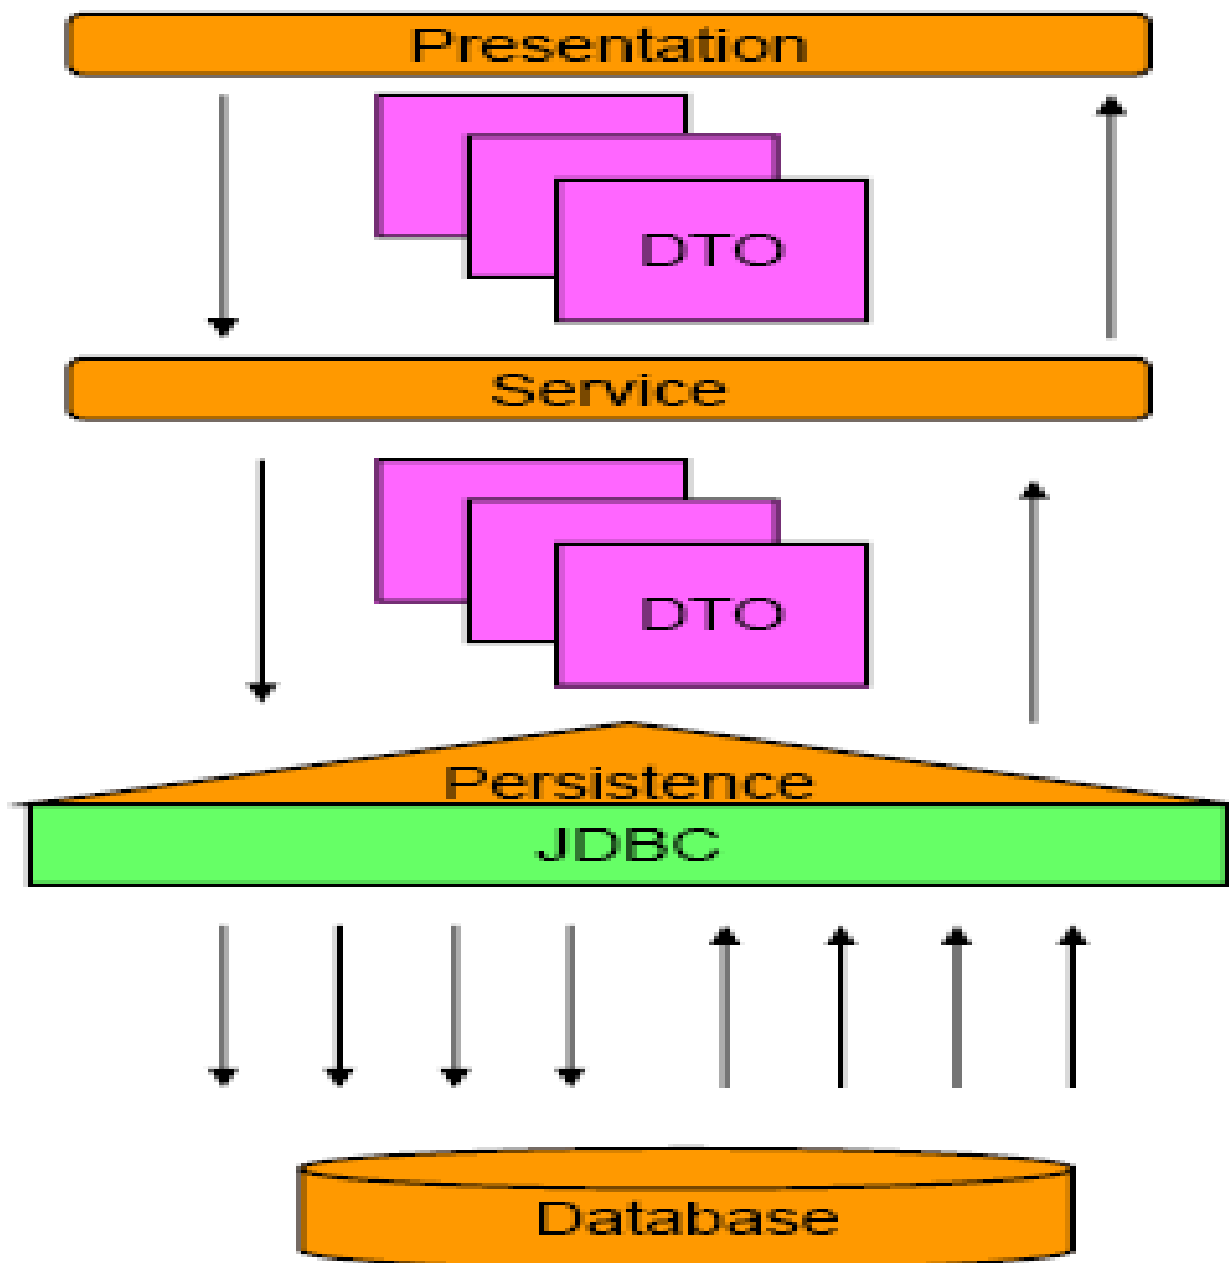 Presentation
DTO
Service
DTO
Persistence
JDBC
Database